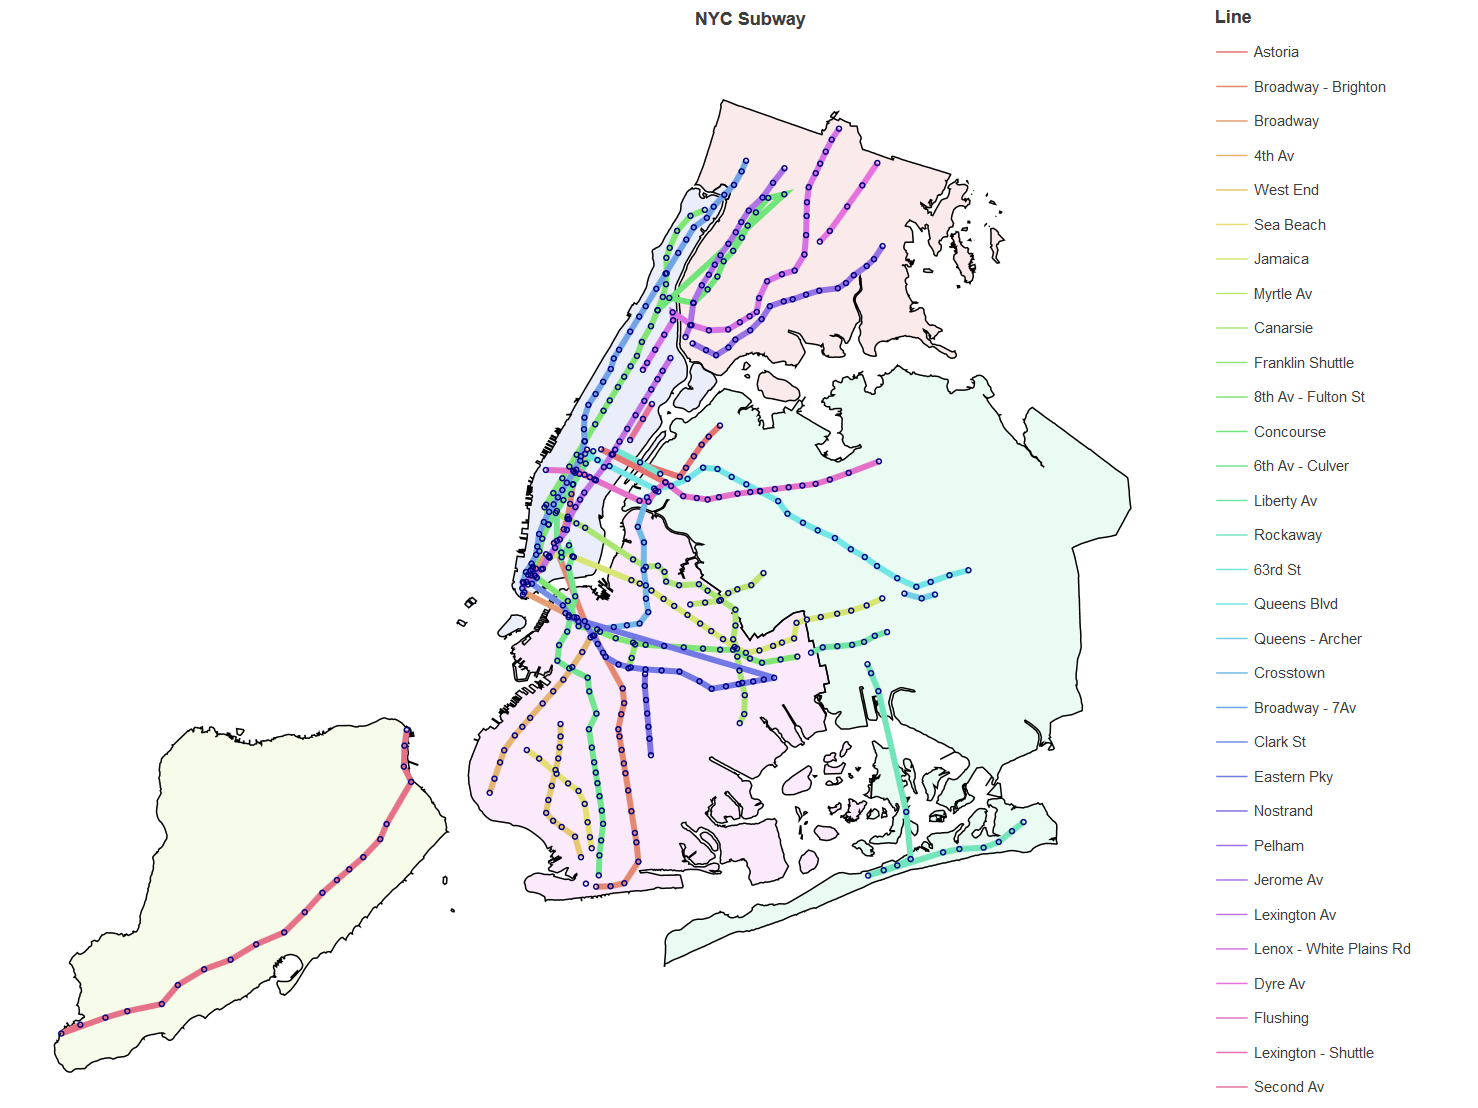 NYC Subway
Line
Astoria
Broadway - Brighton
Broadway
4th Av
West End
Sea Beach
Jamaica
Myrtle Av
Canarsie
Franklin Shuttle
8th Av - Fulton St
Concourse
6th Av - Culver
Liberty Av
Rockaway
63rd St
Queens Blvd
Queens - Archer
Crosstown
Broadway - 7Av
Clark St
Eastern Pky
Nostrand
Pelham
Jerome Av
Lexington Av
Lenox - White Plains Rd
Dyre Av
Flushing
Lexington - Shuttle
Second Av